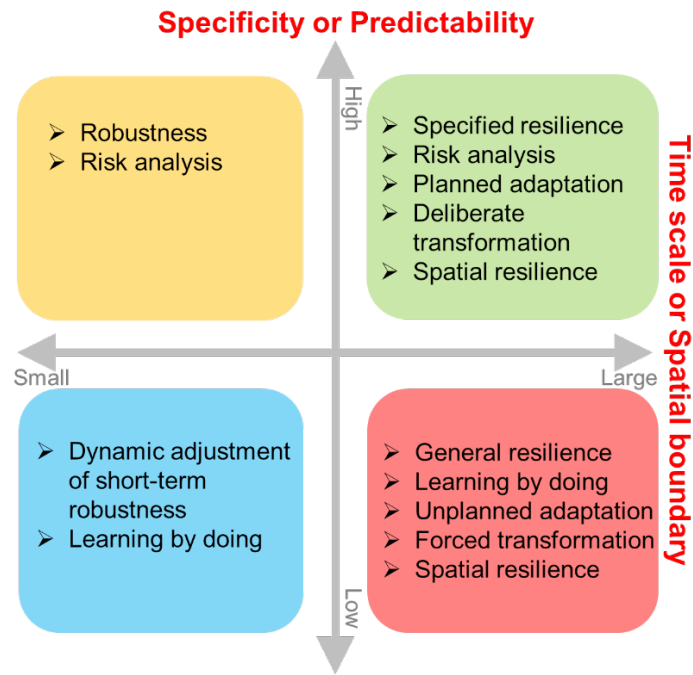 Specificity or Predictability
High
➢ Robustness
➢ Risk analysis
➢ Specified resilience
➢ Risk analysis
➢ Planned adaptation
➢ Deliberate
transformation
➢ Spatial resilience
Time scale or Spatial boundary
Small
Large
➢ Dynamic adjustment
of short-term
robustness
➢ Learning by doing
➢ General resilience
➢ Learning by doing
➢ Unplanned adaptation
➢ Forced transformation
➢ Spatial resilience
Low